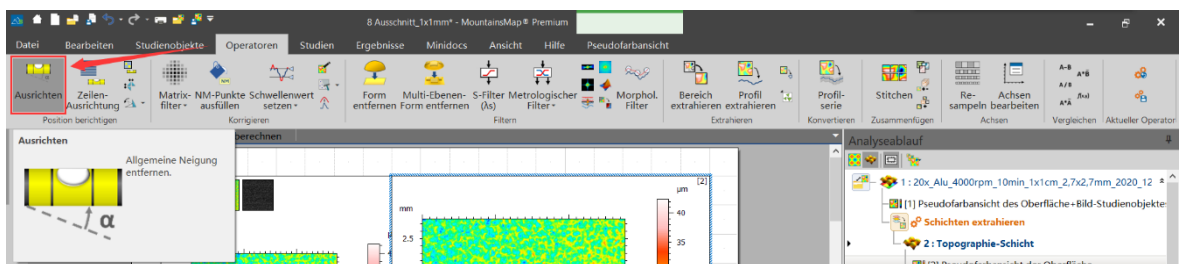 8 Ausschnitt_1x1mm* - MountainsMap® Premium
Datei Bearbeiten Studienobjekte Operatoren Studien Ergebnisse Minidocs Ansicht Hilfe Pseudofarbansicht
Ausrichten Zeilen- Matrix- NM-Punkte Schwellenwert Form Multi-Ebenen- S-Filter Metrologischer Morphol. Bereich Profil Profil- Stitchen Re- Achsen A-B A*B
Ausrichtung filter ausfüllen setzen entfernen Form entfernen (λs) Filter Filter extrahieren extrahieren serie sampeln bearbeiten A/B
Position berichtigen Korrigieren Filtern Extrahieren Konvertieren Zusammenfügen Achsen Vergleichen Aktueller Operator
Ausrichten
erechnen
Analyseablauf
Allgemeine Neigung
entfernen.
α
[2]
µm
mm
40
2.5
35
1 : 20x_Alu_4000rpm_10min_1x1cm_2,7x2,7mm_2020_12
[1] Pseudofarbansicht des Oberfläche+Bild-Studienobjekte
Schichten extrahieren
2 : Topographie-Schicht